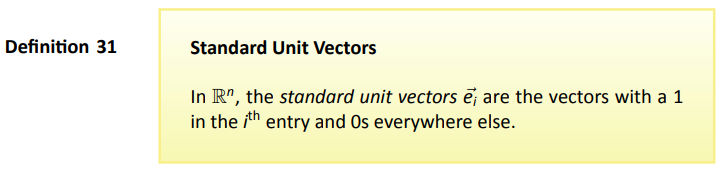 Definition 31
Standard Unit Vectors
In ℝⁿ, the standard unit vectors e⃗ᵢ are the vectors with a 1
in the iᵗʰ entry and 0s everywhere else.